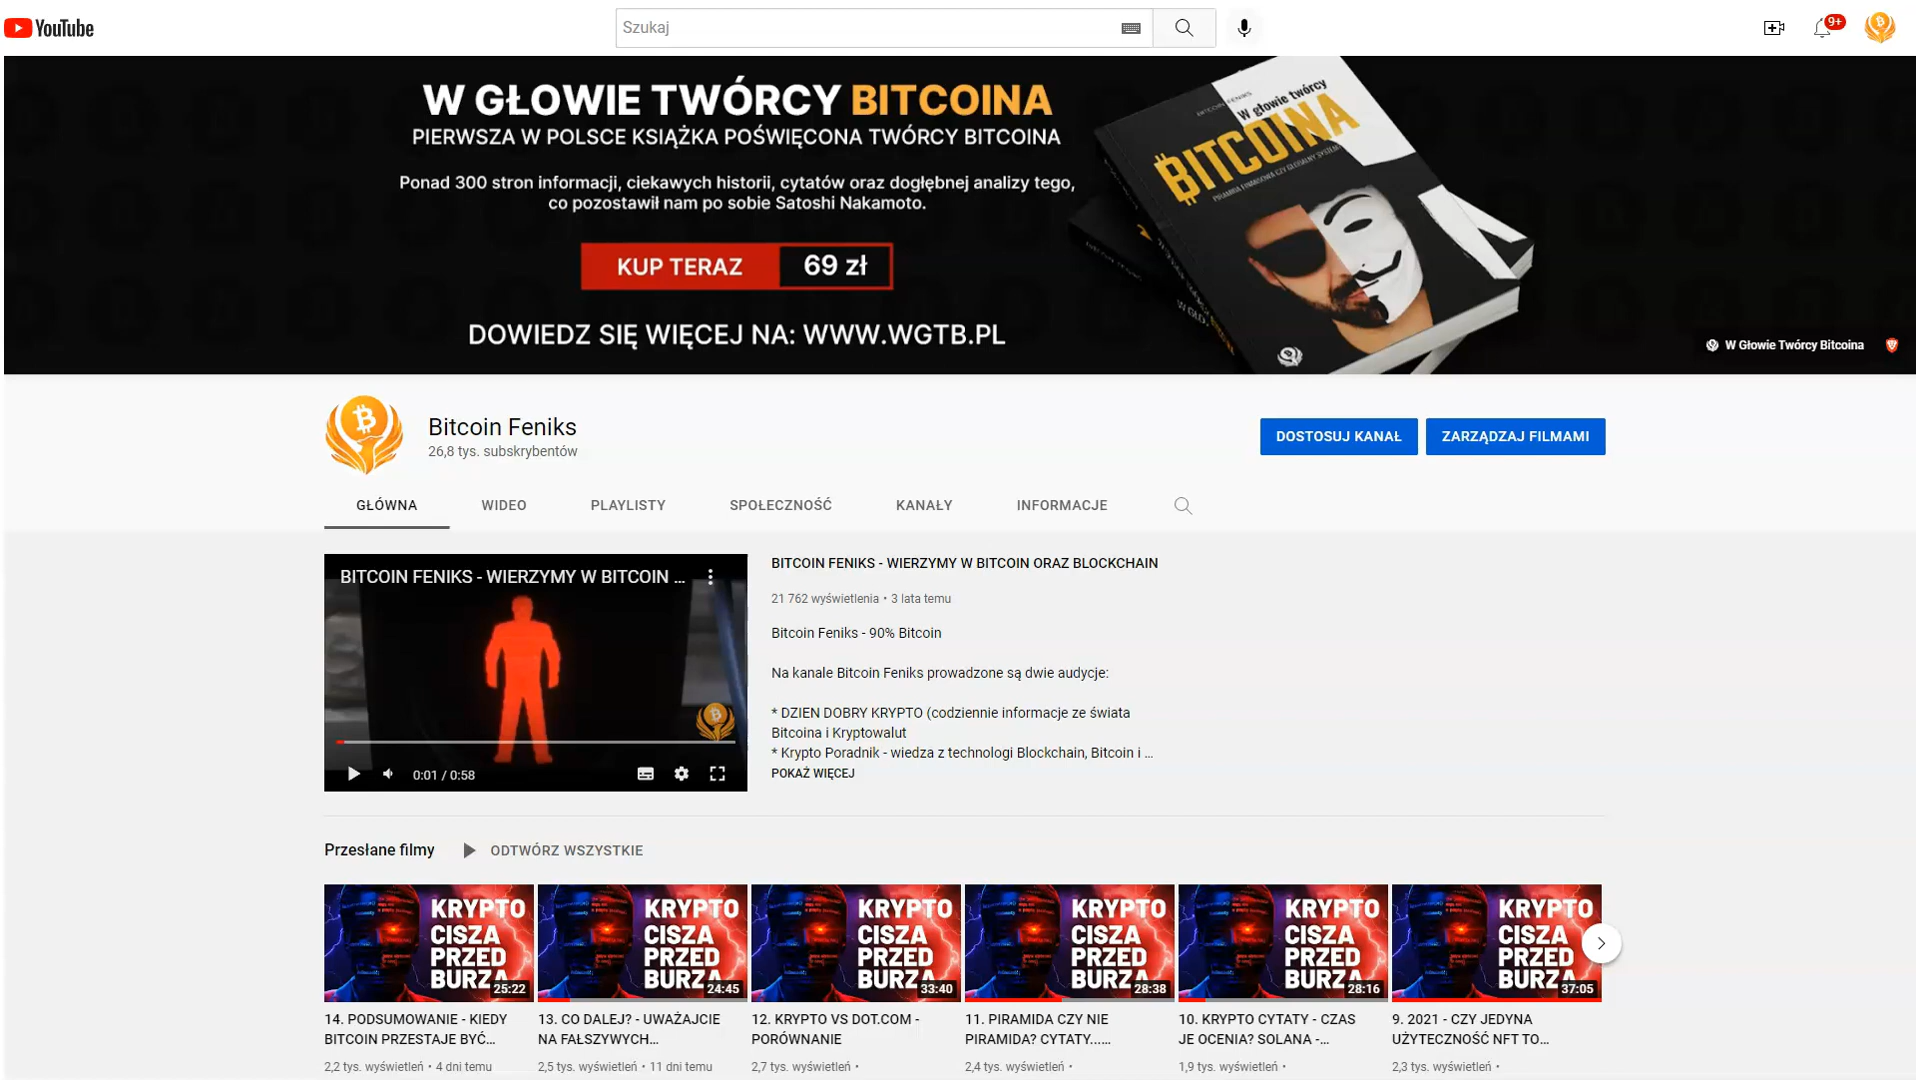 YouTube
Szukaj
9+
W GŁOWIE TWÓRCY BITCOINA
PIERWSZA W POLSCE KSIĄŻKA POŚWIĘCONA TWÓRCY BITCOINA
Ponad 300 stron informacji, ciekawych historii, cytatów oraz dogłębnej analizy tego,
co pozostawił nam po sobie Satoshi Nakamoto.
KUP TERAZ
69 zł
DOWIEDZ SIĘ WIĘCEJ NA: WWW.WGTB.PL
BITCOIN FENIKS
W głowie twórcy
BITCOINA
PIRAMIDA FINANSOWA CZY GLOBALNY SYSTEM
W Głowie Twórcy Bitcoina
Bitcoin Feniks
26,8 tys. subskrybentów
DOSTOSUJ KANAŁ
ZARZĄDZAJ FILMAMI
GŁÓWNA
WIDEO
PLAYLISTY
SPOŁECZNOŚĆ
KANAŁY
INFORMACJE
BITCOIN FENIKS - WIERZYMY W BITCOIN ...
0:01 / 0:58
BITCOIN FENIKS - WIERZYMY W BITCOIN ORAZ BLOCKCHAIN
21 762 wyświetlenia • 3 lata temu
Bitcoin Feniks - 90% Bitcoin
Na kanale Bitcoin Feniks prowadzone są dwie audycje:
* DZIEN DOBRY KRYPTO (codziennie informacje ze świata
Bitcoina i Kryptowalut
* Krypto Poradnik - wiedza z technologi Blockchain, Bitcoin i ...
POKAŻ WIĘCEJ
Przesłane filmy
ODTWÓRZ WSZYSTKIE
KRYPTO
CISZA
PRZED
BURZĄ
25:22
14. PODSUMOWANIE - KIEDY
BITCOIN PRZESTAJE BYĆ...
2,2 tys. wyświetleń • 4 dni temu
KRYPTO
CISZA
PRZED
BURZĄ
24:45
13. CO DALEJ? - UWAŻAJCIE
NA FAŁSZYWYCH...
2,5 tys. wyświetleń • 11 dni temu
KRYPTO
CISZA
PRZED
BURZĄ
33:40
12. KRYPTO VS DOT.COM -
PORÓWNANIE
2,7 tys. wyświetleń •
KRYPTO
CISZA
PRZED
BURZĄ
28:38
11. PIRAMIDA CZY NIE
PIRAMIDA? CYTATY......
2,4 tys. wyświetleń •
KRYPTO
CISZA
PRZED
BURZĄ
28:16
10. KRYPTO CYTATY - CZAS
JE OCENIA? SOLANA -...
1,9 tys. wyświetleń •
KRYPTO
CISZA
PRZED
BURZĄ
37:05
9. 2021 - CZY JEDYNA
UŻYTECZNOŚĆ NFT TO...
2,3 tys. wyświetleń •